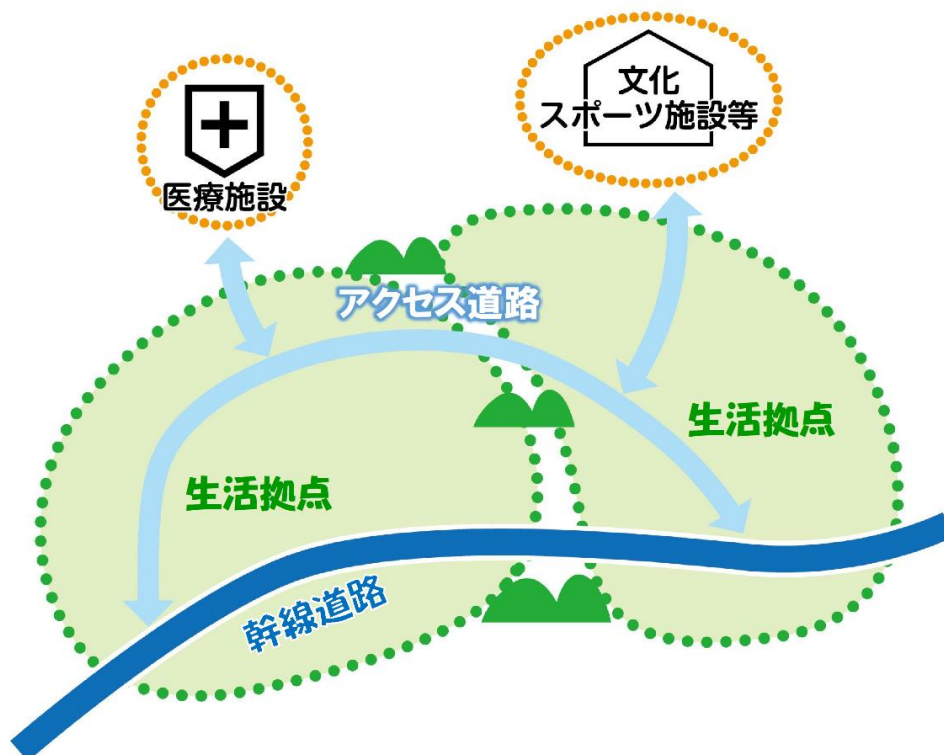 文化
スポーツ施設等
医療施設
アクセス道路
生活拠点
生活拠点
幹線道路